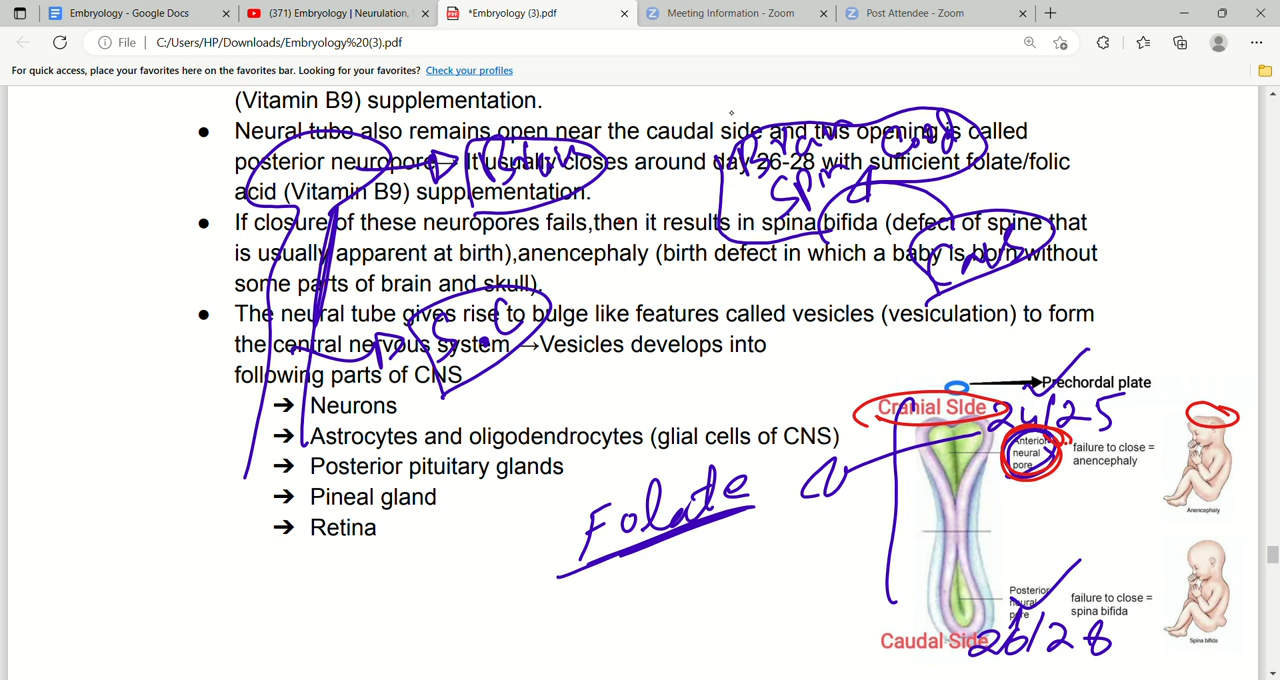 Embryology - Google Docs
(371) Embryology | Neurulation,
*Embryology (3).pdf
Meeting Information - Zoom
Post Attendee - Zoom
File
C:/Users/HP/Downloads/Embryology%20(3).pdf
For quick access, place your favorites here on the favorites bar. Looking for your favorites? Check your profiles
(Vitamin B9) supplementation.
● Neural tube also remains open near the caudal side and this opening is called
posterior neuropore→ It usually closes around day 26-28 with sufficient folate/folic
acid (Vitamin B9) supplementation.
● If closure of these neuropores fails,then it results in spina bifida (defect of spine that
is usually apparent at birth),anencephaly (birth defect in which a baby is born without
some parts of brain and skull).
● The neural tube gives rise to bulge like features called vesicles (vesiculation) to form
the central nervous system →Vesicles develops into
following parts of CNS
➔ Neurons
➔ Astrocytes and oligodendrocytes (glial cells of CNS)
➔ Posterior pituitary glands
➔ Pineal gland
➔ Retina
Brain
Spin
Cord
CNS
S.C
Folate
Prechordal plate
Cranial SIde
24/25
Anterior
neural
pore
failure to close =
anencephaly
Anencephaly
Posterior
neural
pore
failure to close =
spina bifida
Spina bifida
Caudal Side
26/28